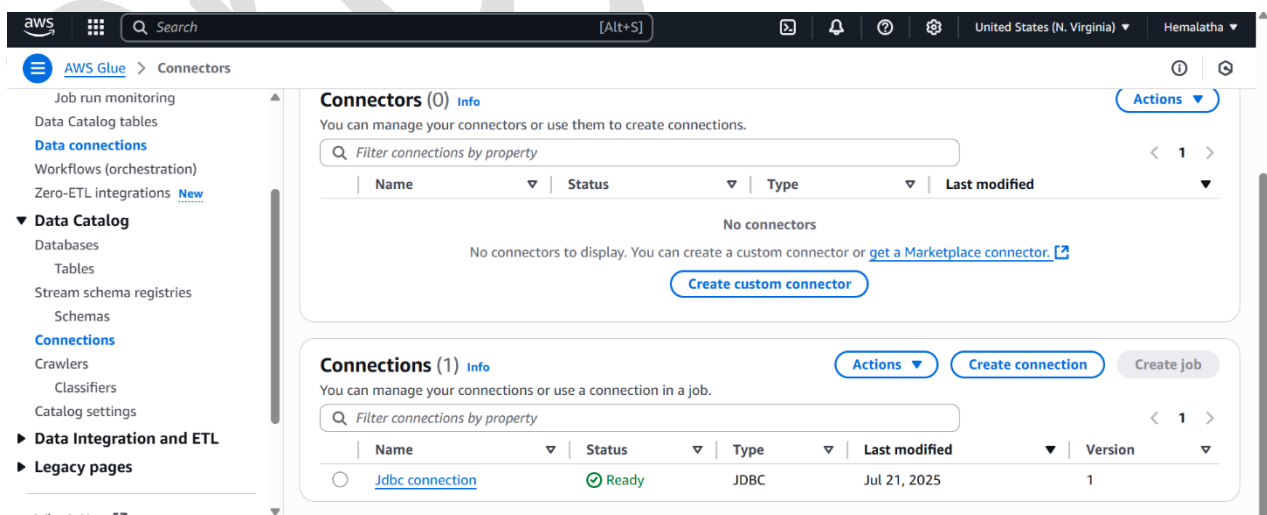 aws
Search [Alt+S] United States (N. Virginia) Hemalatha
AWS Glue > Connectors
Job run monitoring
Data Catalog tables
Data connections
Workflows (orchestration)
Zero-ETL integrations New
Data Catalog
Databases
Tables
Stream schema registries
Schemas
Connections
Crawlers
Classifiers
Catalog settings
Data Integration and ETL
Legacy pages
Connectors (0) Info Actions
You can manage your connectors or use them to create connections.
Filter connections by property 1
Name Status Type Last modified
No connectors
No connectors to display. You can create a custom connector or get a Marketplace connector.
Create custom connector
Connections (1) Info Actions Create connection Create job
You can manage your connections or use a connection in a job.
Filter connections by property 1
Name Status Type Last modified Version
Jdbc connection Ready JDBC Jul 21, 2025 1